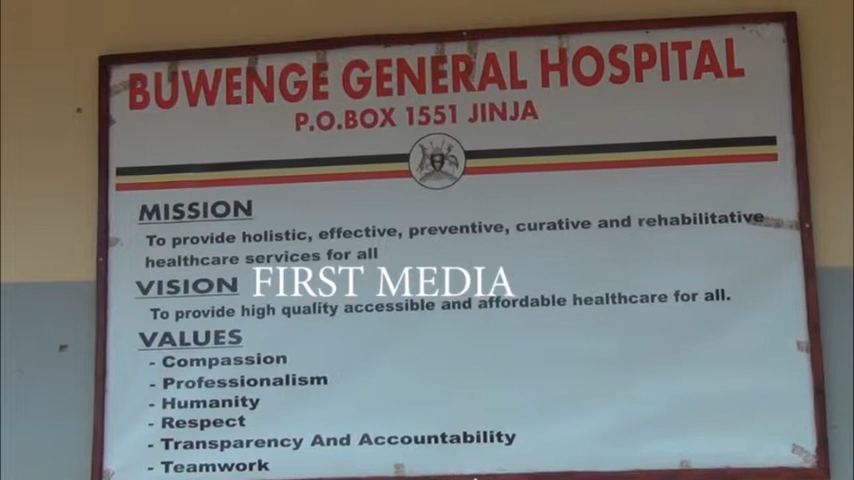 BUWENGE GENERAL HOSPITAL
P.O.BOX 1551 JINJA
MISSION
To provide holistic, effective, preventive, curative and rehabilitative
healthcare services for all
VISION
FIRST MEDIA
To provide high quality accessible and affordable healthcare for all.
VALUES
- Compassion
- Professionalism
- Humanity
- Respect
- Transparency And Accountability
- Teamwork